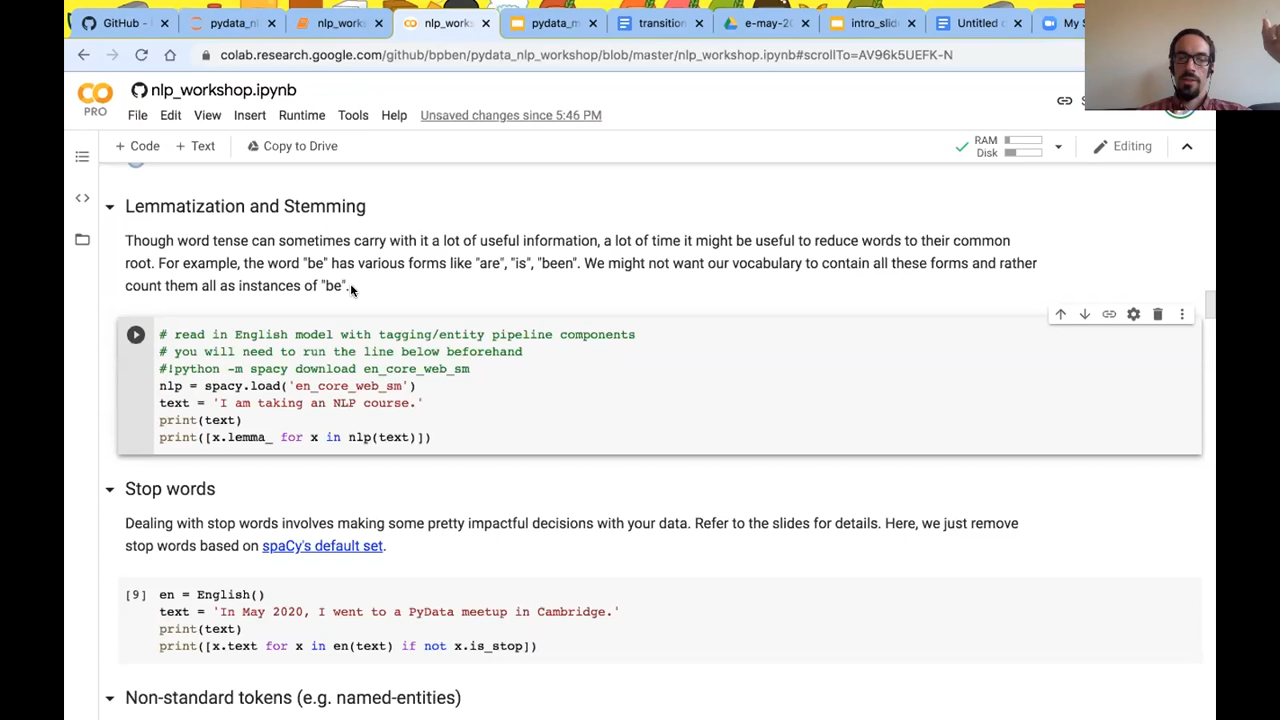 GitHub -
pydata_nl
nlp_works
nlp_works
pydata_m
transition
e-may-20
intro_slid
Untitled
My S
colab.research.google.com/github/bpben/pydata_nlp_workshop/blob/master/nlp_workshop.ipynb#scrollTo=AV96k5UEFK-N
nlp_workshop.ipynb
PRO
File Edit View Insert Runtime Tools Help Unsaved changes since 5:46 PM
+ Code + Text Copy to Drive
RAM
Disk
Editing
Lemmatization and Stemming
Though word tense can sometimes carry with it a lot of useful information, a lot of time it might be useful to reduce words to their common
root. For example, the word "be" has various forms like "are", "is", "been". We might not want our vocabulary to contain all these forms and rather
count them all as instances of "be".
# read in English model with tagging/entity pipeline components
# you will need to run the line below beforehand
#!python -m spacy download en_core_web_sm
nlp = spacy.load('en_core_web_sm')
text = 'I am taking an NLP course.'
print(text)
print([x.lemma_ for x in nlp(text)])
Stop words
Dealing with stop words involves making some pretty impactful decisions with your data. Refer to the slides for details. Here, we just remove
stop words based on spaCy's default set.
[9] en = English()
text = 'In May 2020, I went to a PyData meetup in Cambridge.'
print(text)
print([x.text for x in en(text) if not x.is_stop])
Non-standard tokens (e.g. named-entities)